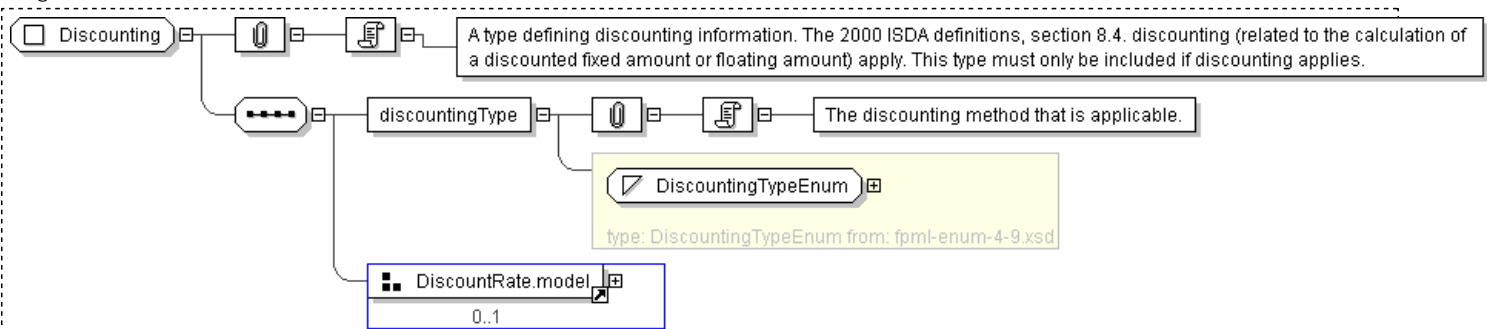 Discounting
A type defining discounting information. The 2000 ISDA definitions, section 8.4. discounting (related to the calculation of
a discounted fixed amount or floating amount) apply. This type must only be included if discounting applies.
discountingType
The discounting method that is applicable.
DiscountingTypeEnum
type: DiscountingTypeEnum from: fpml-enum-4-9.xsd
DiscountRate.model
0..1